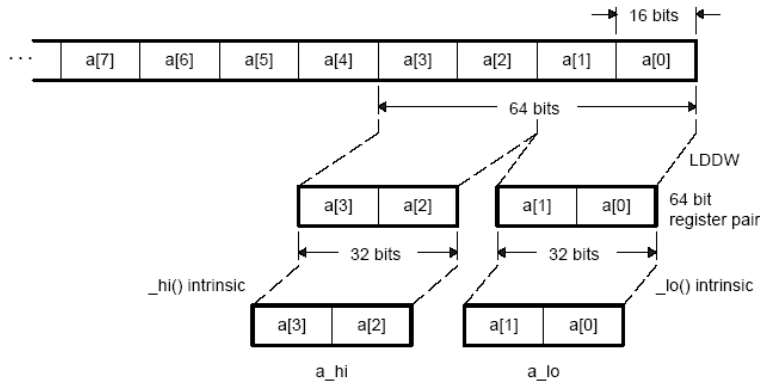 16 bits
··· a[7] a[6] a[5] a[4] a[3] a[2] a[1] a[0]
64 bits
LDDW
a[3] a[2] a[1] a[0] 64 bit
register pair
32 bits 32 bits
_hi() intrinsic _lo() intrinsic
a[3] a[2] a[1] a[0]
a_hi a_lo